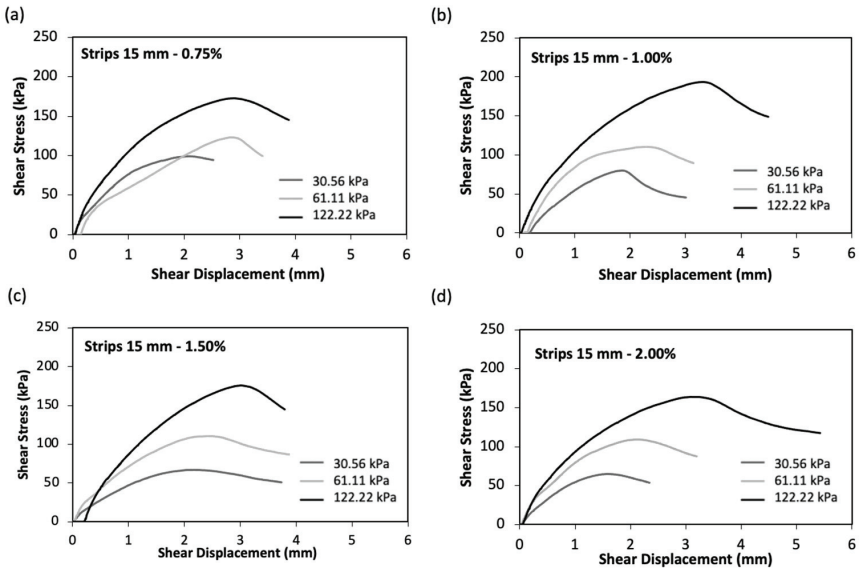 (a)
250
200
150
100
50
0
Shear Stress (kPa)
Strips 15 mm - 0.75%
30.56 kPa
61.11 kPa
122.22 kPa
0 1 2 3 4 5 6
Shear Displacement (mm)
(b)
250
200
150
100
50
0
Shear Stress (kPa)
Strips 15 mm - 1.00%
30.56 kPa
61.11 kPa
122.22 kPa
0 1 2 3 4 5 6
Shear Displacement (mm)
(c)
250
200
150
100
50
0
Shear Stress (kPa)
Strips 15 mm - 1.50%
30.56 kPa
61.11 kPa
122.22 kPa
0 1 2 3 4 5 6
Shear Displacement (mm)
(d)
250
200
150
100
50
0
Shear Stress (kPa)
Strips 15 mm - 2.00%
30.56 kPa
61.11 kPa
122.22 kPa
0 1 2 3 4 5 6
Shear Displacement (mm)